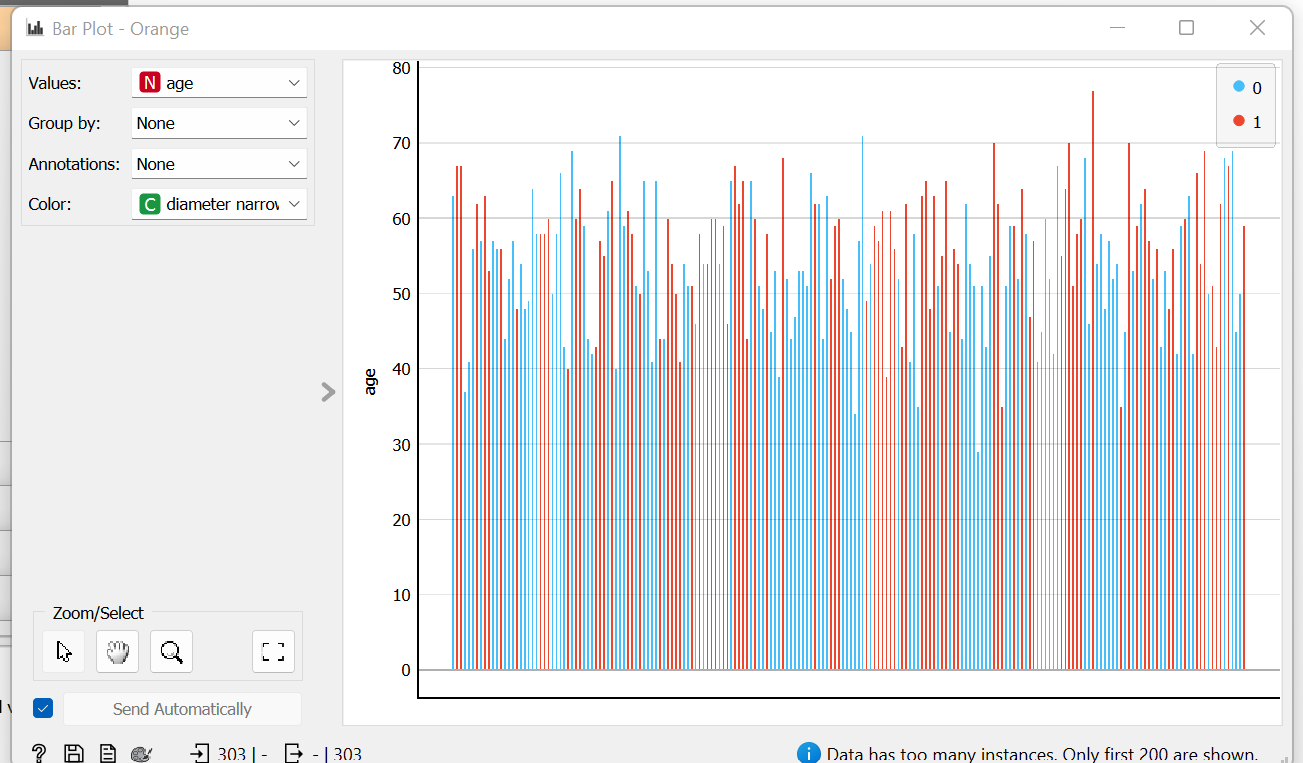 Bar Plot - Orange
Values:
N age
Group by:
None
Annotations:
None
Color:
C diameter narrow
80
70
60
50
40
30
20
10
0
age
0
1
Zoom/Select
Send Automatically
? 303 | - - | 303
i Data has too many instances. Only first 200 are shown.